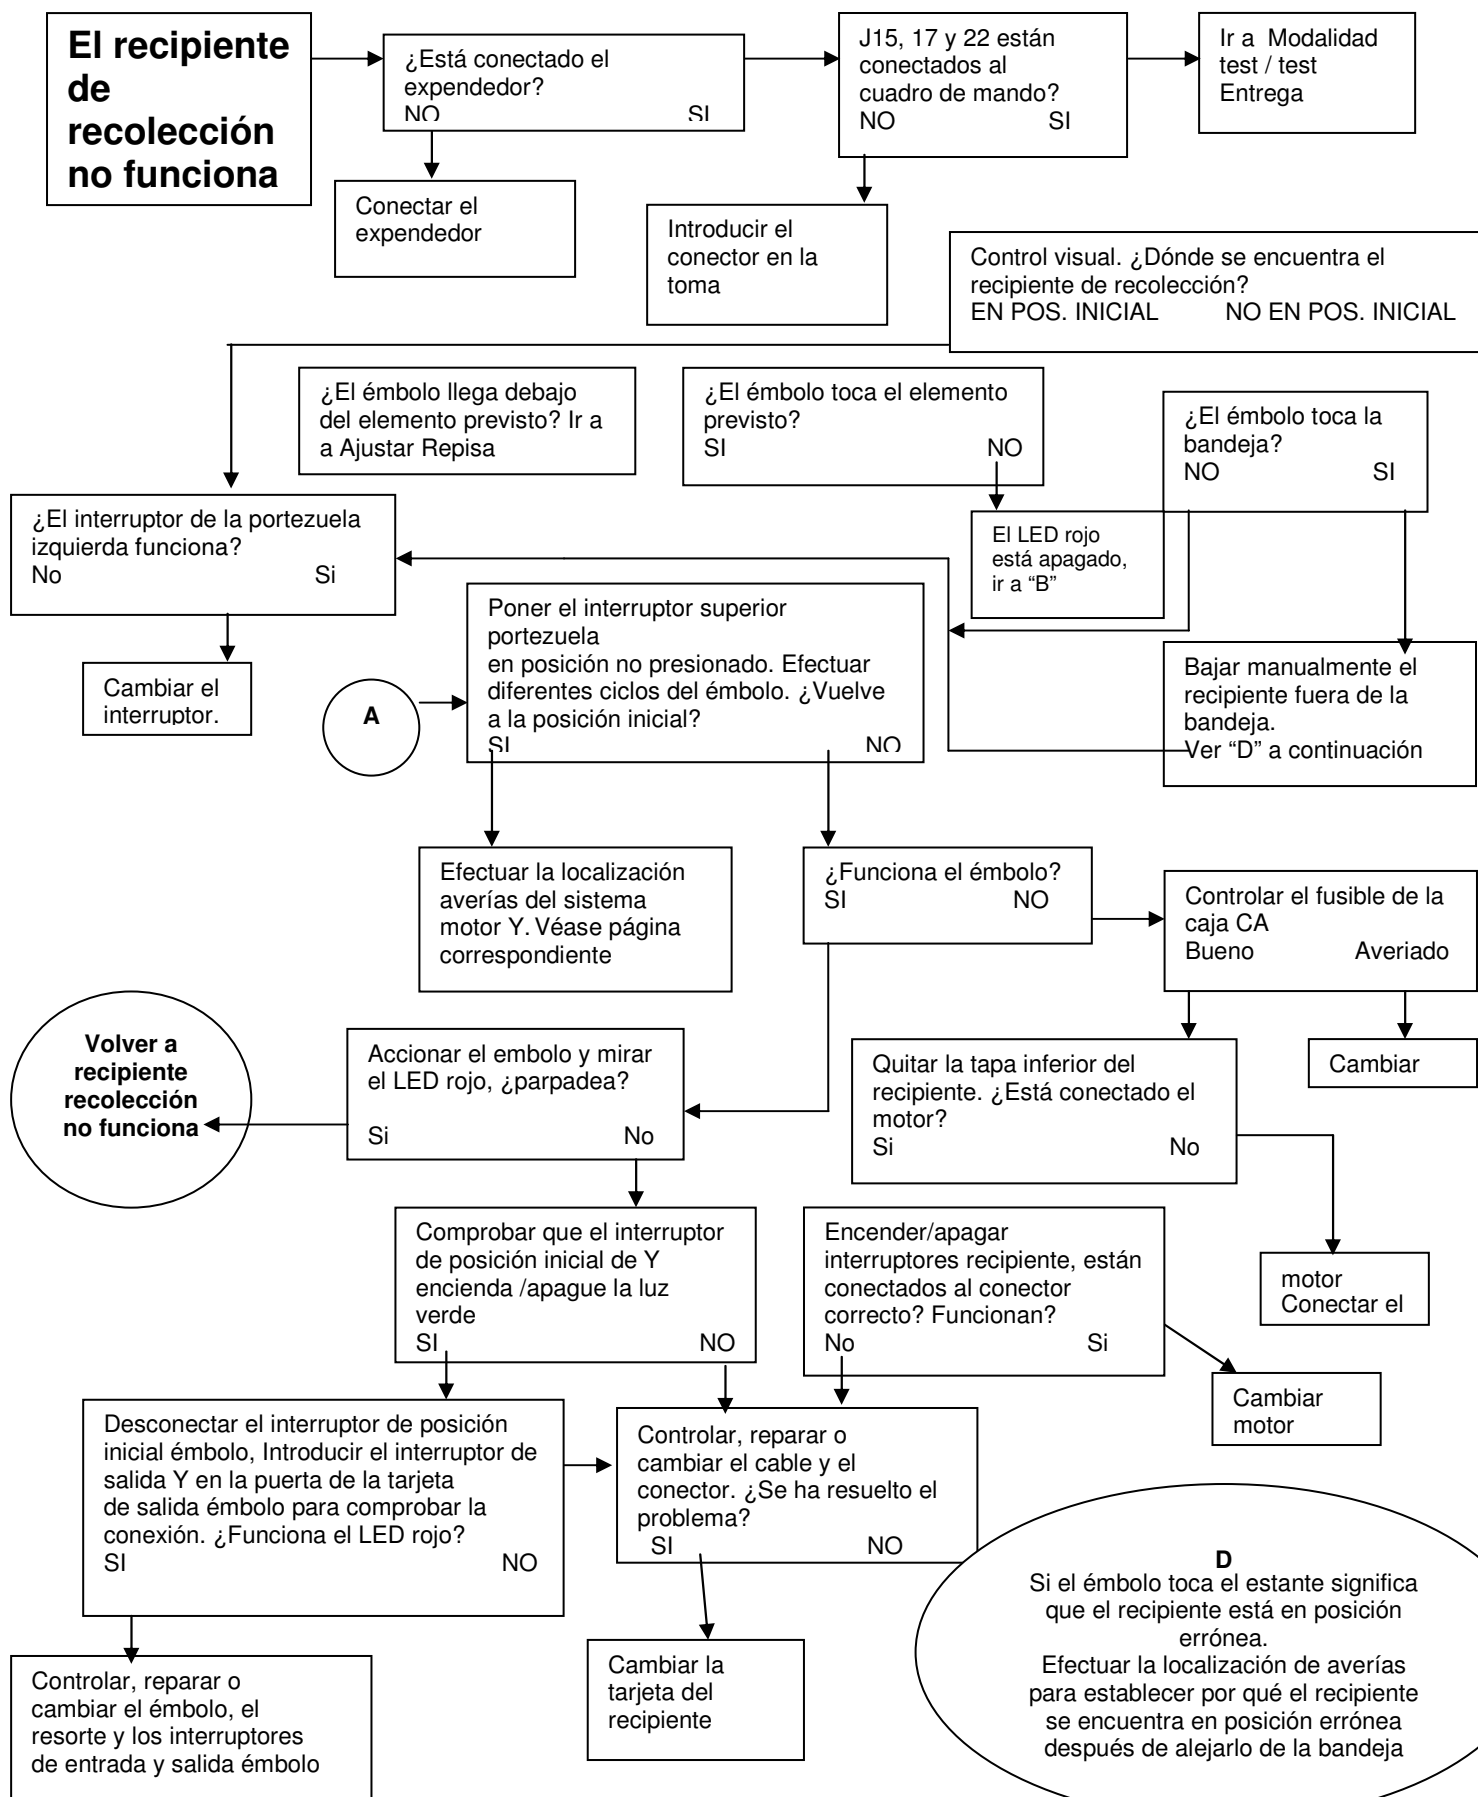 El recipiente
de
recolección
no funciona
¿Está conectado el
expendedor?
NO SI
J15, 17 y 22 están
conectados al
cuadro de mando?
NO SI
Ir a Modalidad
test / test
Entrega
Conectar el
expendedor
Introducir el
conector en la
toma
Control visual. ¿Dónde se encuentra el
recipiente de recolección?
EN POS. INICIAL NO EN POS. INICIAL
¿El émbolo llega debajo
del elemento previsto? Ir a
a Ajustar Repisa
¿El émbolo toca el elemento
previsto?
SI NO
¿El émbolo toca la
bandeja?
NO SI
¿El interruptor de la portezuela
izquierda funciona?
No Si
El LED rojo
está apagado,
ir a “B”
Poner el interruptor superior
portezuela
en posición no presionado. Efectuar
diferentes ciclos del émbolo. ¿Vuelve
a la posición inicial?
SI NO
Bajar manualmente el
recipiente fuera de la
bandeja.
Ver “D” a continuación
Cambiar el
interruptor.
A
Efectuar la localización
averías del sistema
motor Y. Véase página
correspondiente
¿Funciona el émbolo?
SI NO
Controlar el fusible de la
caja CA
Bueno Averiado
Volver a
recipiente
recolección
no funciona
Accionar el embolo y mirar
el LED rojo, ¿parpadea?
Si No
Quitar la tapa inferior del
recipiente. ¿Está conectado el
motor?
Si No
Cambiar
Comprobar que el interruptor
de posición inicial de Y
encienda /apague la luz
verde
SI NO
Encender/apagar
interruptores recipiente, están
conectados al conector
correcto? Funcionan?
No Si
motor
Conectar el
Cambiar
motor
Desconectar el interruptor de posición
inicial émbolo, Introducir el interruptor de
salida Y en la puerta de la tarjeta
de salida émbolo para comprobar la
conexión. ¿Funciona el LED rojo?
SI NO
Controlar, reparar o
cambiar el cable y el
conector. ¿Se ha resuelto el
problema?
SI NO
D
Si el émbolo toca el estante significa
que el recipiente está en posición
errónea.
Efectuar la localización de averías
para establecer por qué el recipiente
se encuentra en posición errónea
después de alejarlo de la bandeja
Controlar, reparar o
cambiar el émbolo, el
resorte y los interruptores
de entrada y salida émbolo
Cambiar la
tarjeta del
recipiente